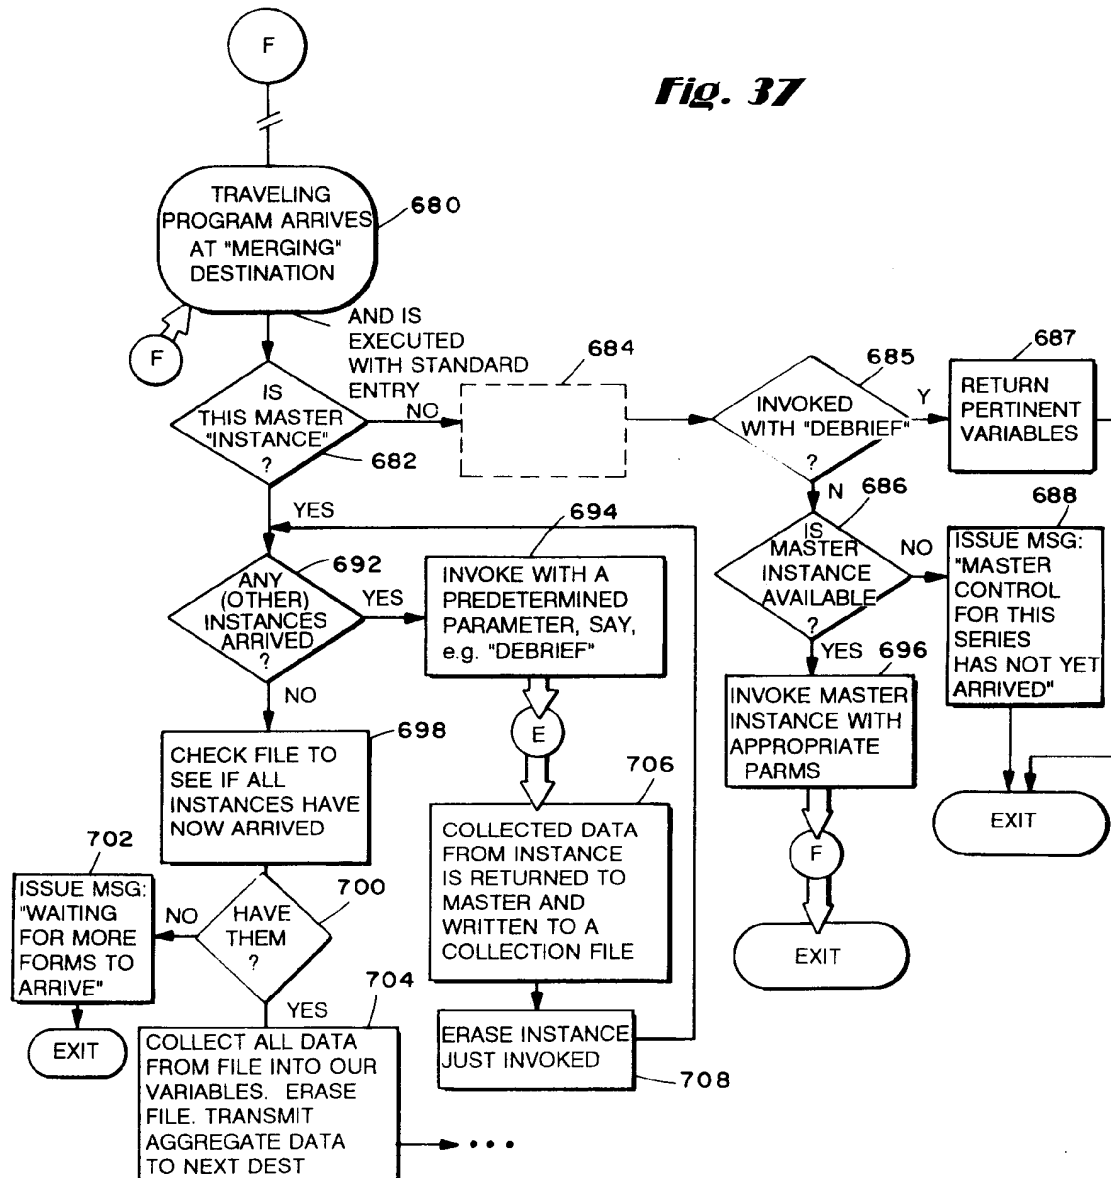 F
Fig. 37
TRAVELING
PROGRAM ARRIVES
AT "MERGING"
DESTINATION
680
F
AND IS
EXECUTED
WITH STANDARD
ENTRY
IS
THIS MASTER
"INSTANCE"
?
682
NO
684
INVOKED
WITH "DEBRIEF"
?
685
Y
687
RETURN
PERTINENT
VARIABLES
N
686
IS
MASTER
INSTANCE
AVAILABLE
?
NO
688
ISSUE MSG:
"MASTER
CONTROL
FOR THIS
SERIES
HAS NOT YET
ARRIVED"
EXIT
YES
696
INVOKE MASTER
INSTANCE WITH
APPROPRIATE
PARMS
F
EXIT
YES
692
ANY
(OTHER)
INSTANCES
ARRIVED
?
YES
694
INVOKE WITH A
PREDETERMINED
PARAMETER, SAY,
e.g. "DEBRIEF"
E
706
COLLECTED DATA
FROM INSTANCE
IS RETURNED TO
MASTER AND
WRITTEN TO A
COLLECTION FILE
ERASE INSTANCE
JUST INVOKED
708
NO
698
CHECK FILE TO
SEE IF ALL
INSTANCES HAVE
NOW ARRIVED
700
HAVE
THEM
?
NO
702
ISSUE MSG:
"WAITING
FOR MORE
FORMS TO
ARRIVE"
EXIT
YES
704
COLLECT ALL DATA
FROM FILE INTO OUR
VARIABLES. ERASE
FILE. TRANSMIT
AGGREGATE DATA
TO NEXT DEST
• • •